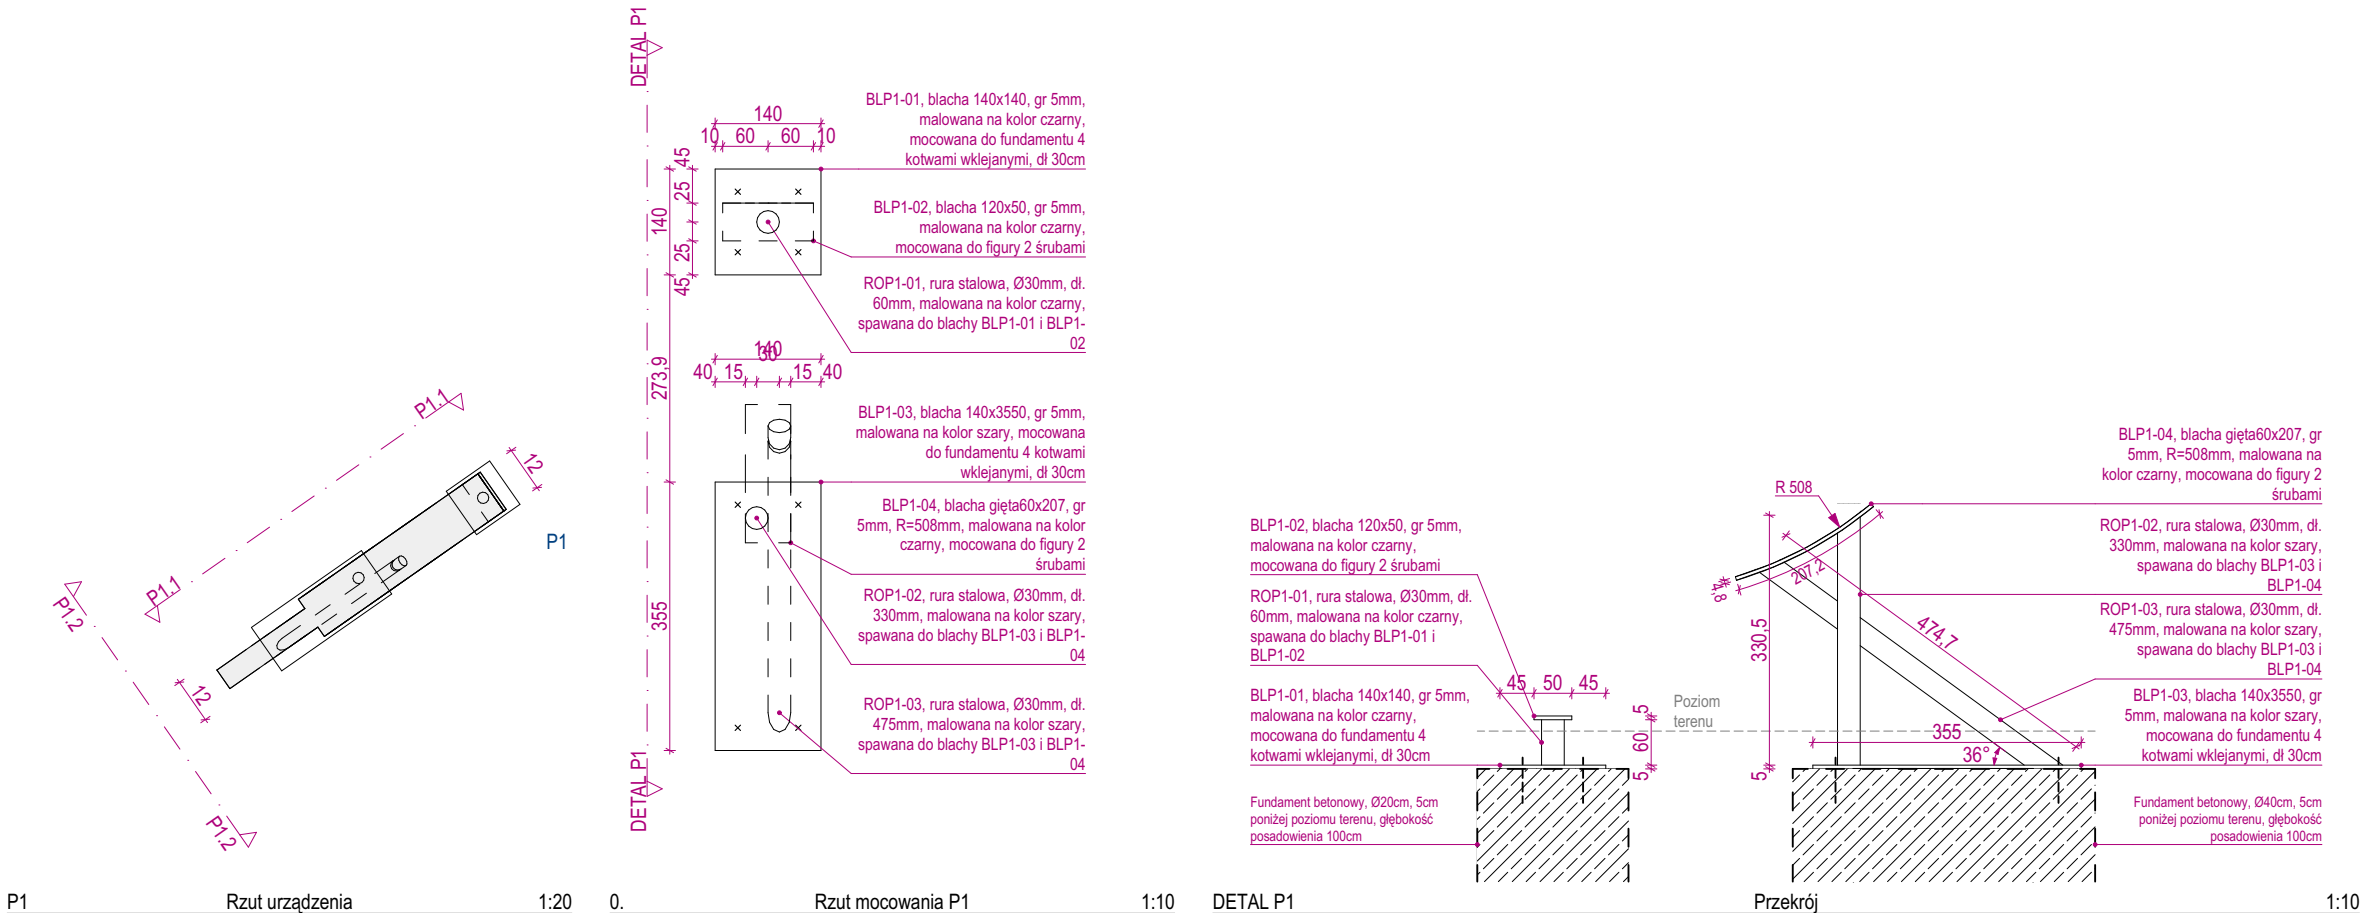 P1.1
P1.1
12
12
P1
P1.2
P1.2
P1
Rzut urządzenia
1:20
DETAL P1
DETAL P1
BLP1-01, blacha 140x140, gr 5mm,
malowana na kolor czarny,
mocowana do fundamentu 4
kotwami wklejanymi, dł 30cm
140
10
60
60
10
45
25
140
25
45
BLP1-02, blacha 120x50, gr 5mm,
malowana na kolor czarny,
mocowana do figury 2 śrubami
ROP1-01, rura stalowa, Ø30mm, dł.
60mm, malowana na kolor czarny,
spawana do blachy BLP1-01 i BLP1-
02
273,9
140
30
40
15
15
40
BLP1-03, blacha 140x3550, gr 5mm,
malowana na kolor szary, mocowana
do fundamentu 4 kotwami
wklejanymi, dł 30cm
BLP1-04, blacha gięta60x207, gr
5mm, R=508mm, malowana na kolor
czarny, mocowana do figury 2
śrubami
355
ROP1-02, rura stalowa, Ø30mm, dł.
330mm, malowana na kolor szary,
spawana do blachy BLP1-03 i BLP1-
04
ROP1-03, rura stalowa, Ø30mm, dł.
475mm, malowana na kolor szary,
spawana do blachy BLP1-03 i BLP1-
04
0.
Rzut mocowania P1
1:10
BLP1-02, blacha 120x50, gr 5mm,
malowana na kolor czarny,
mocowana do figury 2 śrubami
ROP1-01, rura stalowa, Ø30mm, dł.
60mm, malowana na kolor czarny,
spawana do blachy BLP1-01 i
BLP1-02
BLP1-01, blacha 140x140, gr 5mm,
malowana na kolor czarny,
mocowana do fundamentu 4
kotwami wklejanymi, dł 30cm
Fundament betonowy, Ø20cm, 5cm
poniżej poziomu terenu, głębokość
posadowienia 100cm
45
50
45
5
60
5
Poziom
terenu
R 508
4,8
207,2
330,5
474,7
355
36°
5
BLP1-04, blacha gięta60x207, gr
5mm, R=508mm, malowana na
kolor czarny, mocowana do figury 2
śrubami
ROP1-02, rura stalowa, Ø30mm, dł.
330mm, malowana na kolor szary,
spawana do blachy BLP1-03 i
BLP1-04
ROP1-03, rura stalowa, Ø30mm, dł.
475mm, malowana na kolor szary,
spawana do blachy BLP1-03 i
BLP1-04
BLP1-03, blacha 140x3550, gr
5mm, malowana na kolor szary,
mocowana do fundamentu 4
kotwami wklejanymi, dł 30cm
Fundament betonowy, Ø40cm, 5cm
poniżej poziomu terenu, głębokość
posadowienia 100cm
DETAL P1
Przekrój
1:10